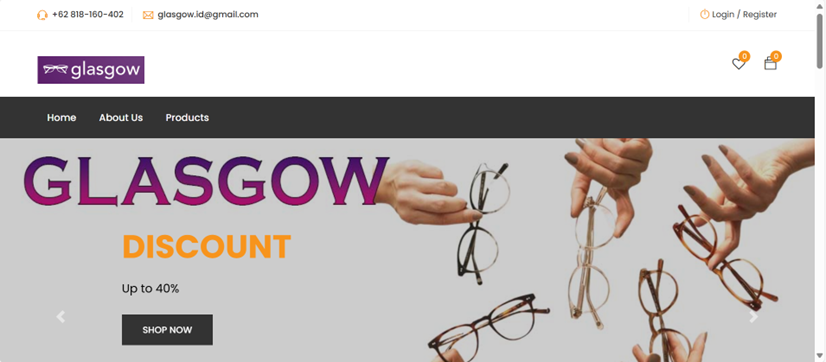 +62 818-160-402 glasgow.id@gmail.com Login / Register
glasgow 0 0
Home About Us Products
GLASGOW
DISCOUNT
Up to 40%
SHOP NOW